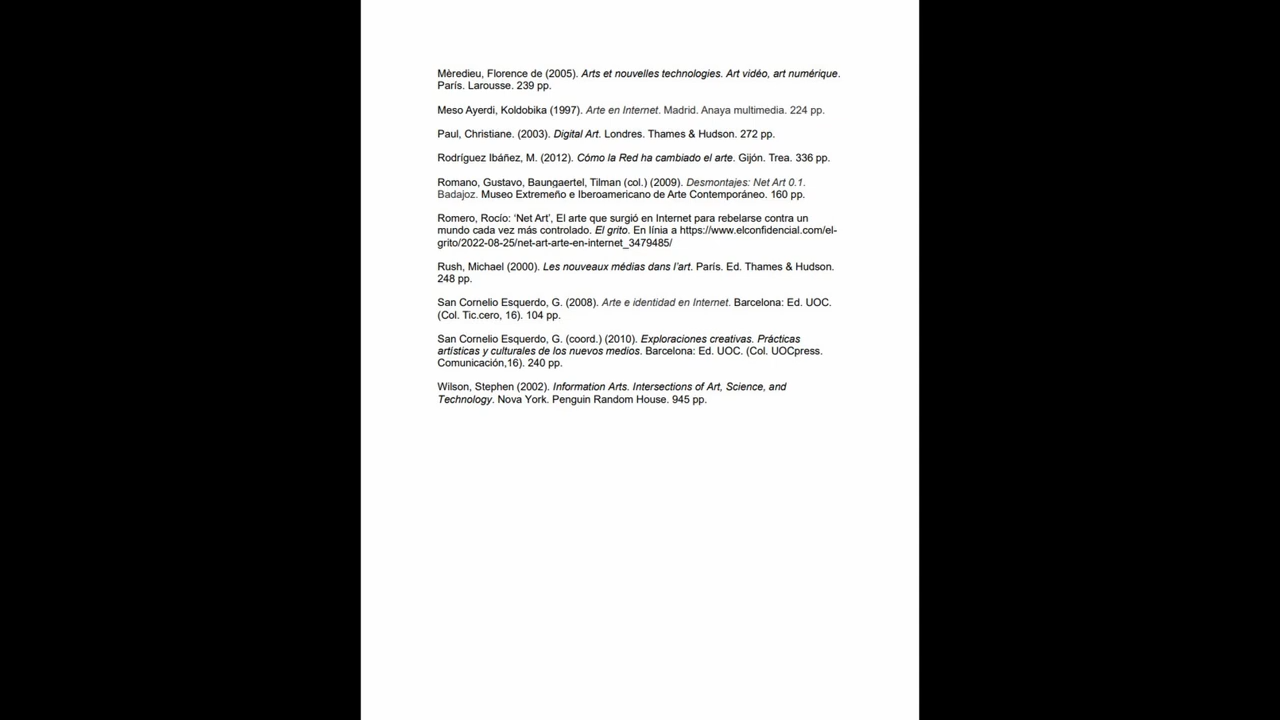 Mèredieu, Florence de (2005). Arts et nouvelles technologies. Art vidéo, art numérique.
París. Larousse. 239 pp.
Meso Ayerdi, Koldobika (1997). Arte en Internet. Madrid. Anaya multimedia. 224 pp.
Paul, Christiane. (2003). Digital Art. Londres. Thames & Hudson. 272 pp.
Rodríguez Ibáñez, M. (2012). Cómo la Red ha cambiado el arte. Gijón. Trea. 336 pp.
Romano, Gustavo, Baungaertel, Tilman (col.) (2009). Desmontajes: Net Art 0.1.
Badajoz. Museo Extremeño e Iberoamericano de Arte Contemporáneo. 160 pp.
Romero, Rocío: ‘Net Art’, El arte que surgió en Internet para rebelarse contra un
mundo cada vez más controlado. El grito. En línia a https://www.elconfidencial.com/el-
grito/2022-08-25/net-art-arte-en-internet_3479485/
Rush, Michael (2000). Les nouveaux médias dans l’art. París. Ed. Thames & Hudson.
248 pp.
San Cornelio Esquerdo, G. (2008). Arte e identidad en Internet. Barcelona: Ed. UOC.
(Col. Tic.cero, 16). 104 pp.
San Cornelio Esquerdo, G. (coord.) (2010). Exploraciones creativas. Prácticas
artísticas y culturales de los nuevos medios. Barcelona: Ed. UOC. (Col. UOCpress.
Comunicación,16). 240 pp.
Wilson, Stephen (2002). Information Arts. Intersections of Art, Science, and
Technology. Nova York. Penguin Random House. 945 pp.